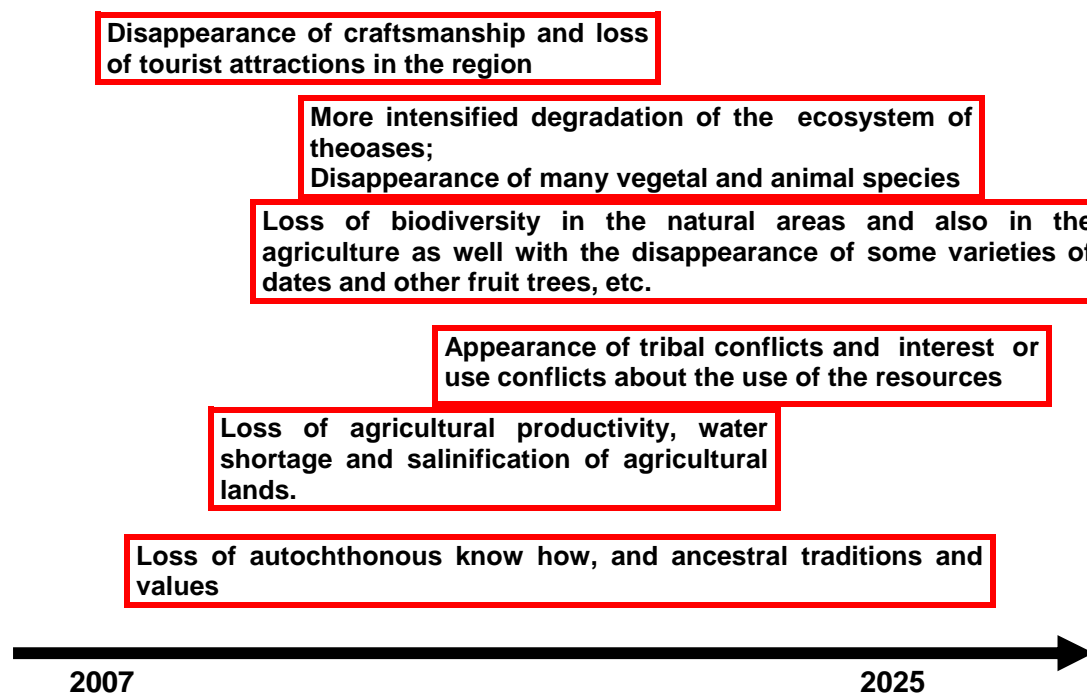 Disappearance of craftsmanship and loss
of tourist attractions in the region
More intensified degradation of the ecosystem of
theoases;
Disappearance of many vegetal and animal species
Loss of biodiversity in the natural areas and also in the
agriculture as well with the disappearance of some varieties of
dates and other fruit trees, etc.
Appearance of tribal conflicts and interest or
use conflicts about the use of the resources
Loss of agricultural productivity, water
shortage and salinification of agricultural
lands.
Loss of autochthonous know how, and ancestral traditions and
values
2007 2025